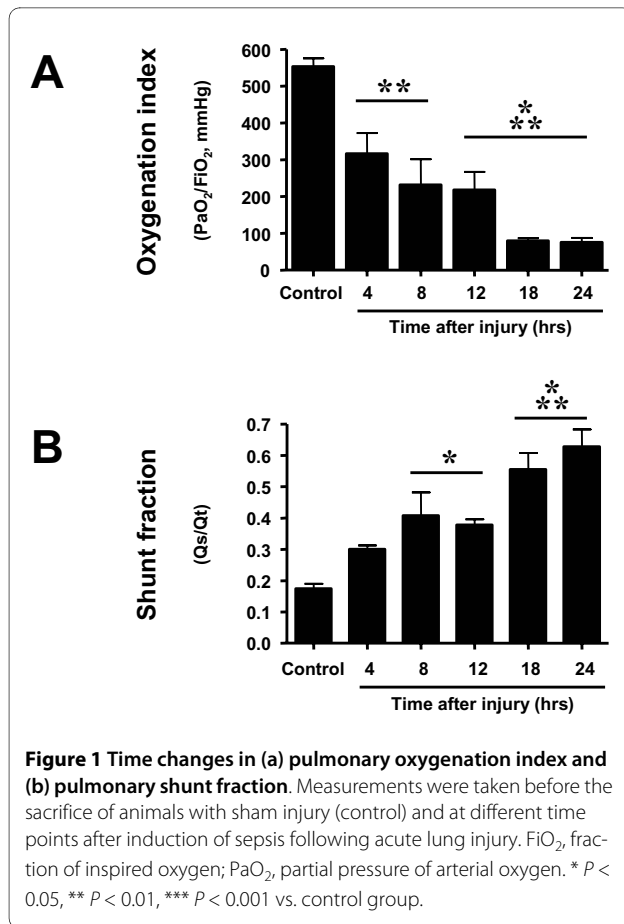 A
Oxygenation index
(PaO₂/FiO₂, mmHg)
600
500
400
300
200
100
0
**
*
**
Control 4 8 12 18 24
Time after injury (hrs)
B
Shunt fraction
(Qs/Qt)
0.7
0.6
0.5
0.4
0.3
0.2
0.1
0.0
*
*
**
Control 4 8 12 18 24
Time after injury (hrs)
Figure 1 Time changes in (a) pulmonary oxygenation index and
(b) pulmonary shunt fraction. Measurements were taken before the
sacrifice of animals with sham injury (control) and at different time
points after induction of sepsis following acute lung injury. FiO₂, frac-
tion of inspired oxygen; PaO₂, partial pressure of arterial oxygen. * P <
0.05, ** P < 0.01, *** P < 0.001 vs. control group.